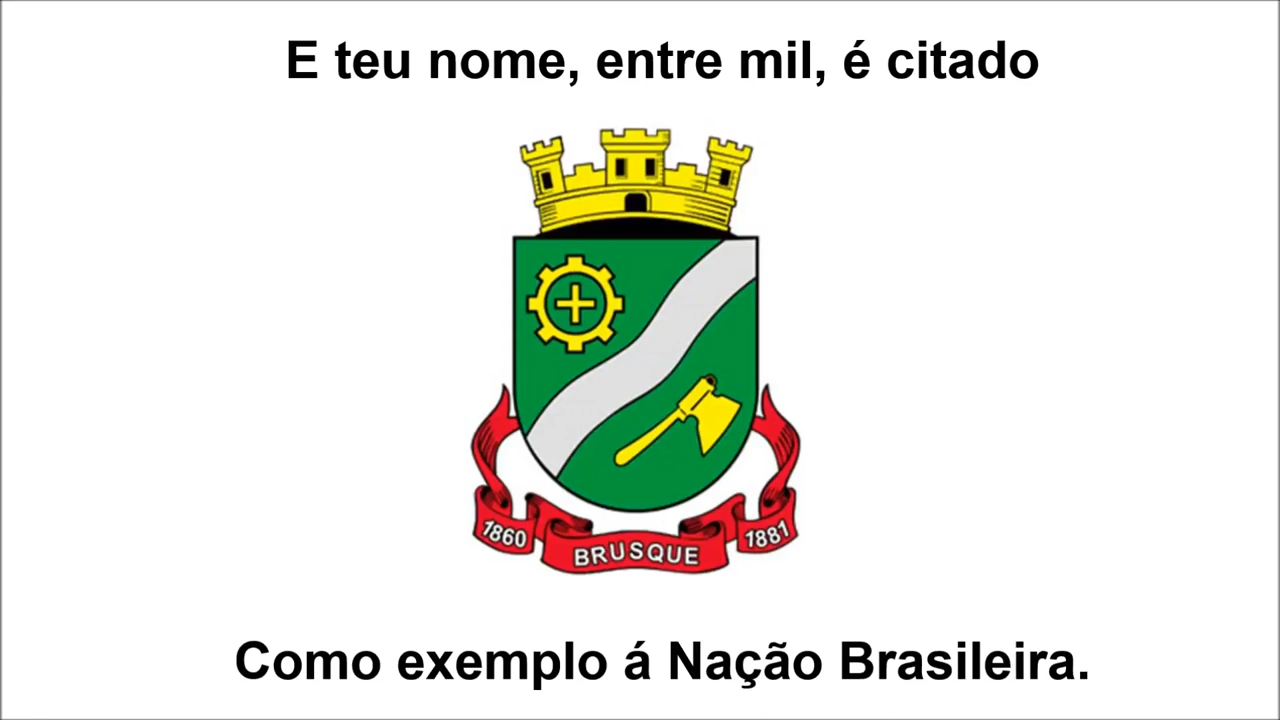 E teu nome, entre mil, é citado
1860
BRUSQUE
1881
Como exemplo á Nação Brasileira.